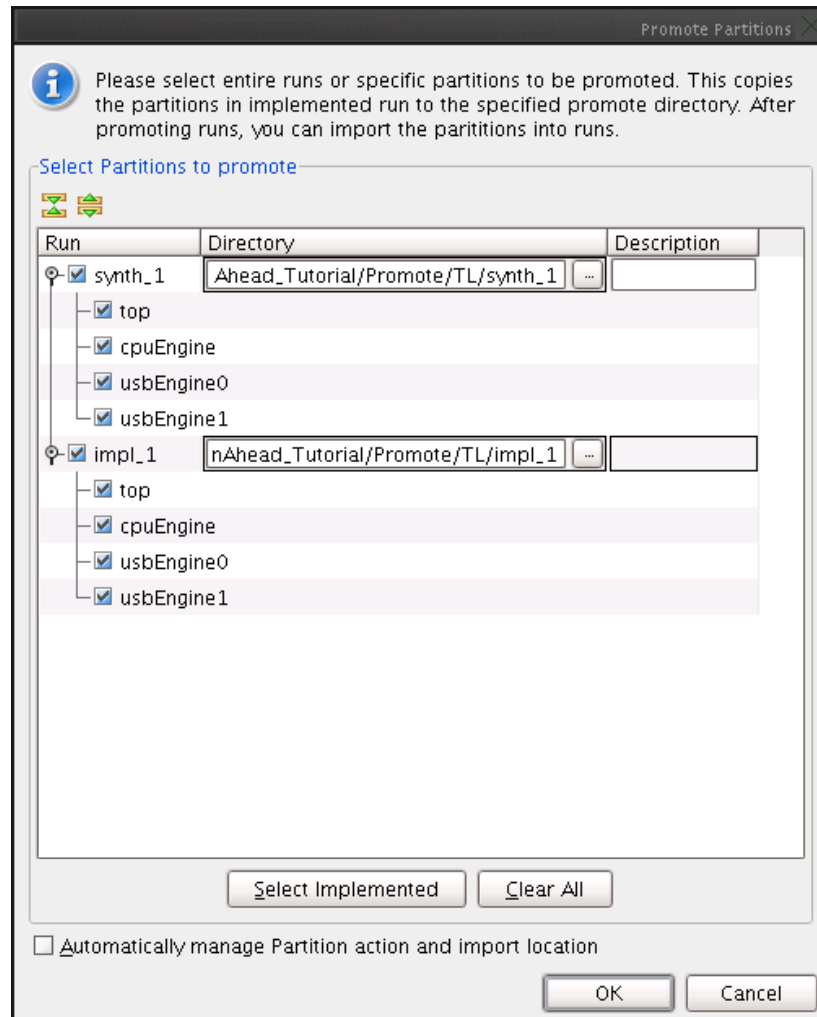 Promote Partitions
Please select entire runs or specific partitions to be promoted. This copies
the partitions in implemented run to the specified promote directory. After
promoting runs, you can import the parititions into runs.
Select Partitions to promote
Run Directory Description
synth_1 Ahead_Tutorial/Promote/TL/synth_1 ...
top
cpuEngine
usbEngine0
usbEngine1
impl_1 nAhead_Tutorial/Promote/TL/impl_1 ...
top
cpuEngine
usbEngine0
usbEngine1
Select Implemented Clear All
Automatically manage Partition action and import location
OK Cancel